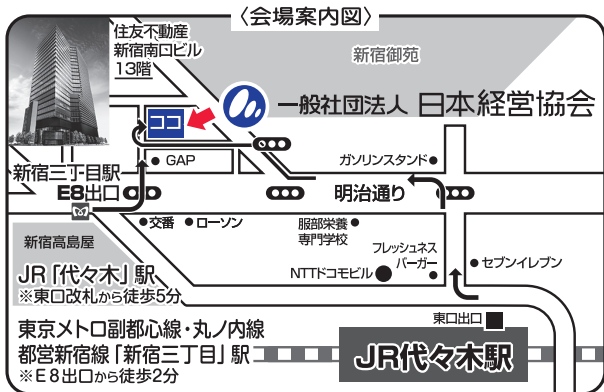 〈会場案内図〉
住友不動産
新宿南口ビル
13階
新宿御苑
ココ
一般社団法人 日本経営協会
GAP
ガソリンスタンド
新宿三丁目駅
E8出口
明治通り
交番
ローソン
服部栄養
専門学校
新宿高島屋
フレッシュネス
バーガー
セブンイレブン
NTTドコモビル
JR「代々木」駅
※東口改札から徒歩5分
東口出口
東京メトロ副都心線・丸ノ内線
都営新宿線「新宿三丁目」駅
※E8出口から徒歩2分
JR代々木駅